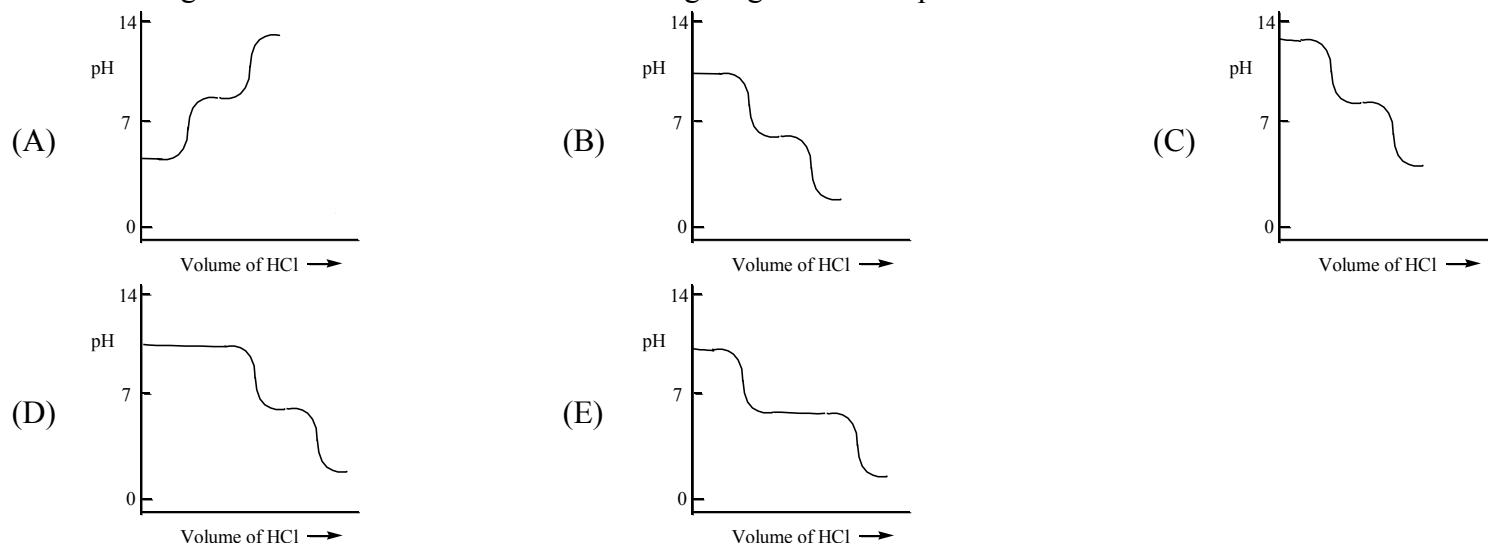 14 14 14
pH pH pH
7 7 7
(A) (B) (C)
0 0 0
Volume of HCl Volume of HCl Volume of HCl
14 14
pH pH
7 7
(D) (E)
0 0
Volume of HCl Volume of HCl